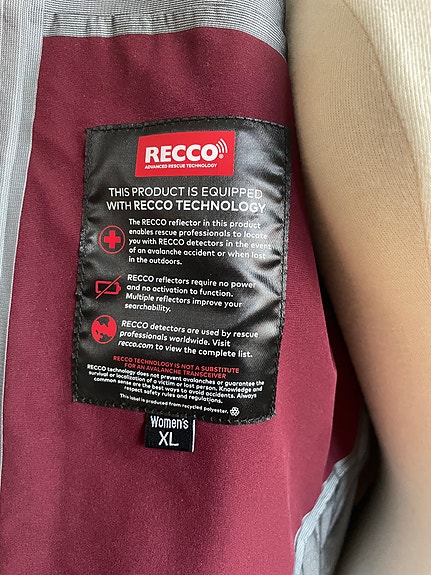 RECCO®
ADVANCED RESCUE TECHNOLOGY
THIS PRODUCT IS EQUIPPED
WITH RECCO TECHNOLOGY
The RECCO reflector in this product
enables rescue professionals to locate
you with RECCO detectors in the event
of an avalanche accident or when lost
in the outdoors.
RECCO reflectors require no power
and no activation to function.
Multiple reflectors improve your
searchability.
RECCO detectors are used by rescue
professionals worldwide. Visit
recco.com to view the complete list.
RECCO TECHNOLOGY IS NOT A SUBSTITUTE
FOR AN AVALANCHE TRANSCEIVER
RECCO technology does not prevent avalanches or guarantee the
survival or localization of a victim or lost person. Knowledge and
common sense are the best ways to avoid accidents. Always
respect safety rules and regulations.
This label is produced from recycled polyester.
Women's
XL